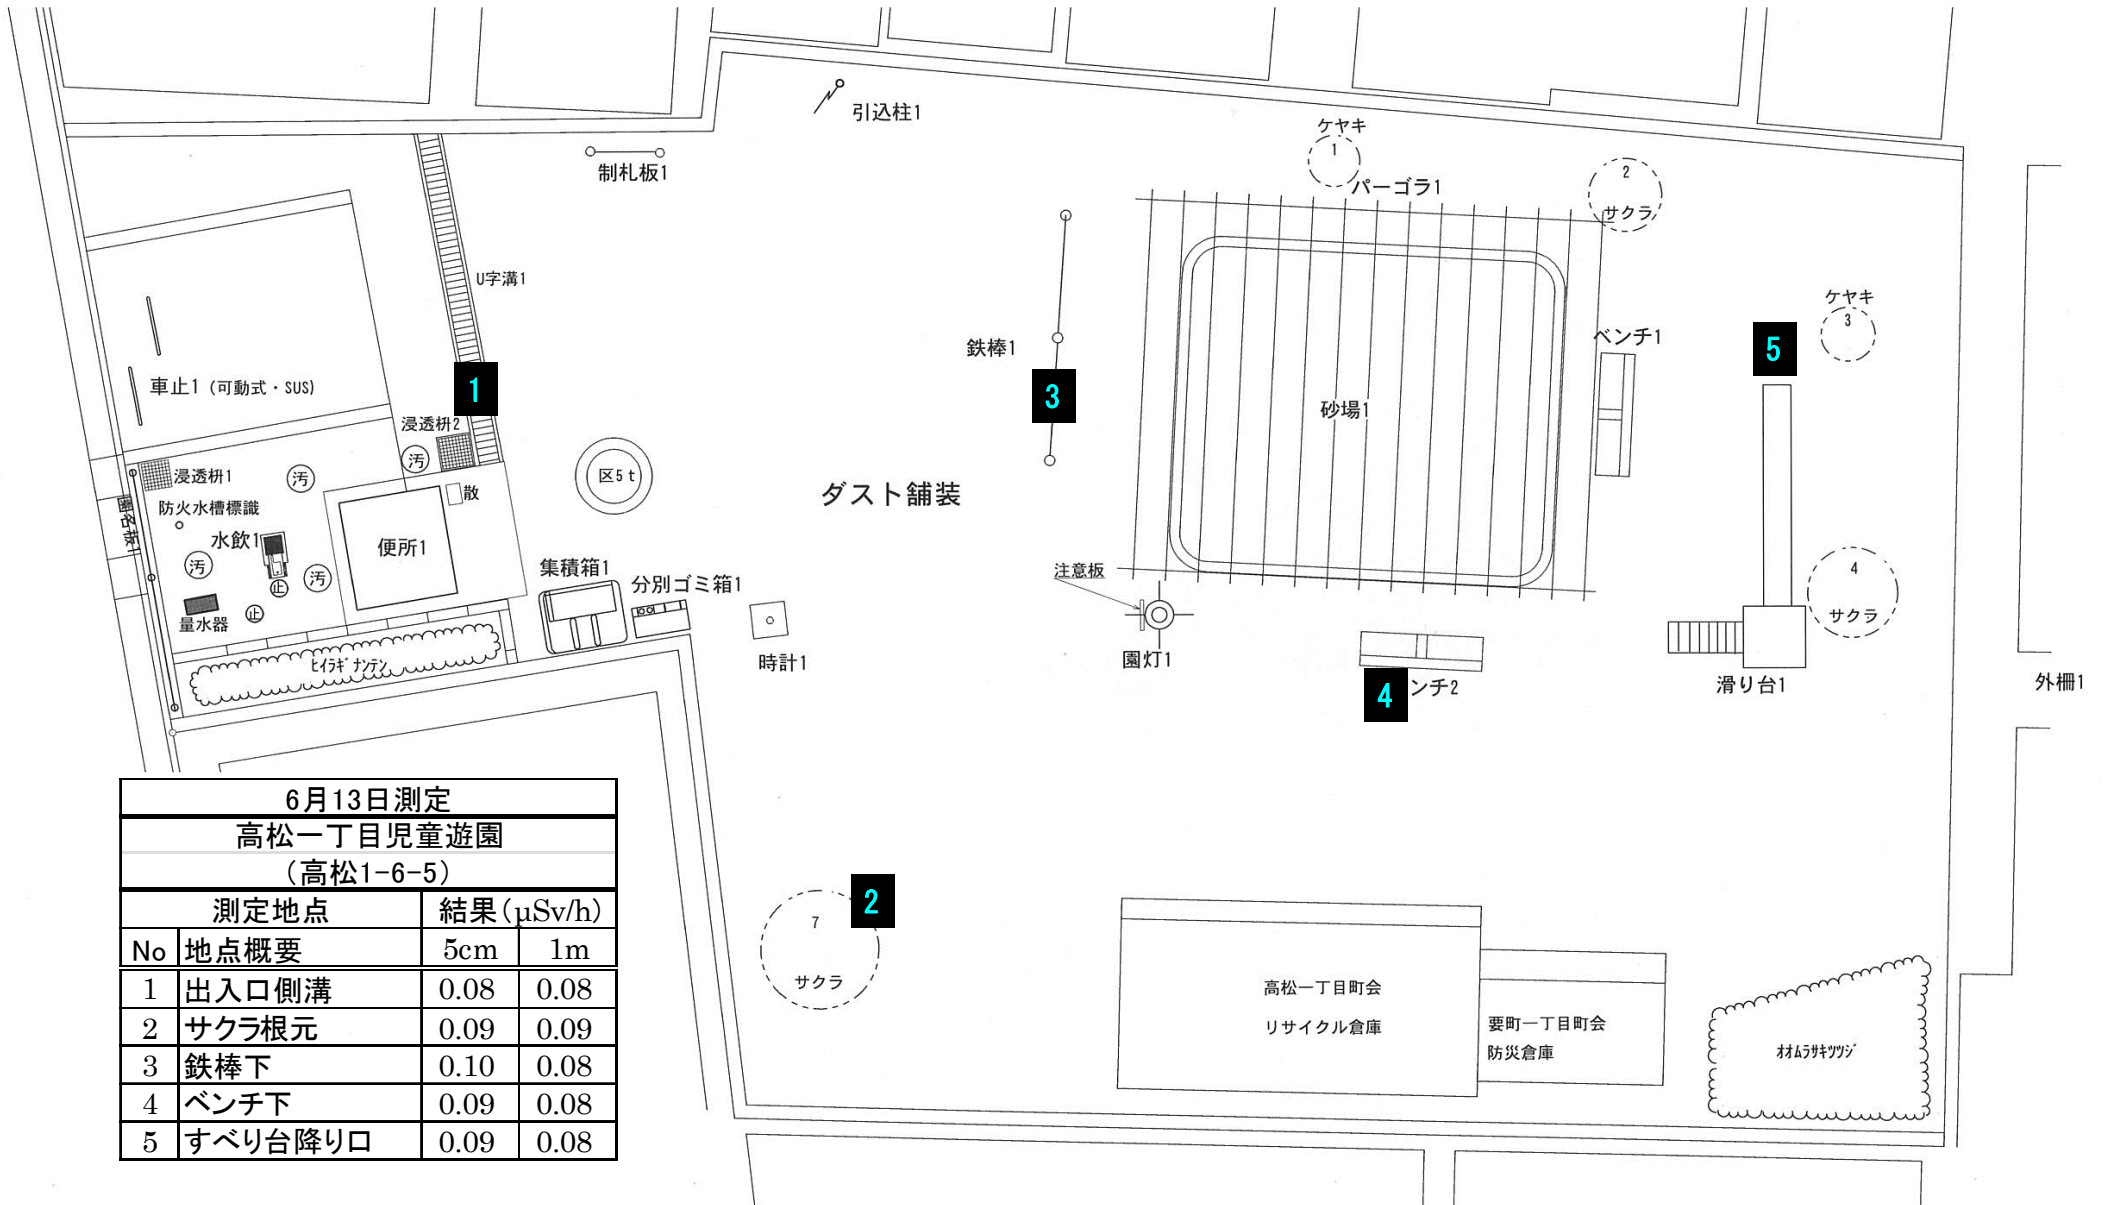 引込柱1
制札板1
ケヤキ
1
パーゴラ1
2
サクラ
U字溝1
ケヤキ
3
鉄棒1
ベンチ1
5
車止1 (可動式・SUS)
1
3
砂場1
浸透枡2
汚
浸透枡1
汚
区5t
散
ダスト舗装
防火水槽標識
園名板1
水飲1
便所1
汚
汚
止
止
量水器
集積箱1
分別ゴミ箱1
注意板
4
サクラ
ﾋｲﾗｷﾞﾅﾝﾃﾝ
時計1
園灯1
4
ンチ2
滑り台1
外柵1
6月13日測定
高松一丁目児童遊園
(高松1-6-5)
測定地点 結果(μSv/h)
No 地点概要 5cm 1m
1 出入口側溝 0.08 0.08
2 サクラ根元 0.09 0.09
3 鉄棒下 0.10 0.08
4 ベンチ下 0.09 0.08
5 すべり台降り口 0.09 0.08
2
7
サクラ
高松一丁目町会
リサイクル倉庫
要町一丁目町会
防災倉庫
ｵｵﾑﾗｻｷﾂﾂｼﾞ